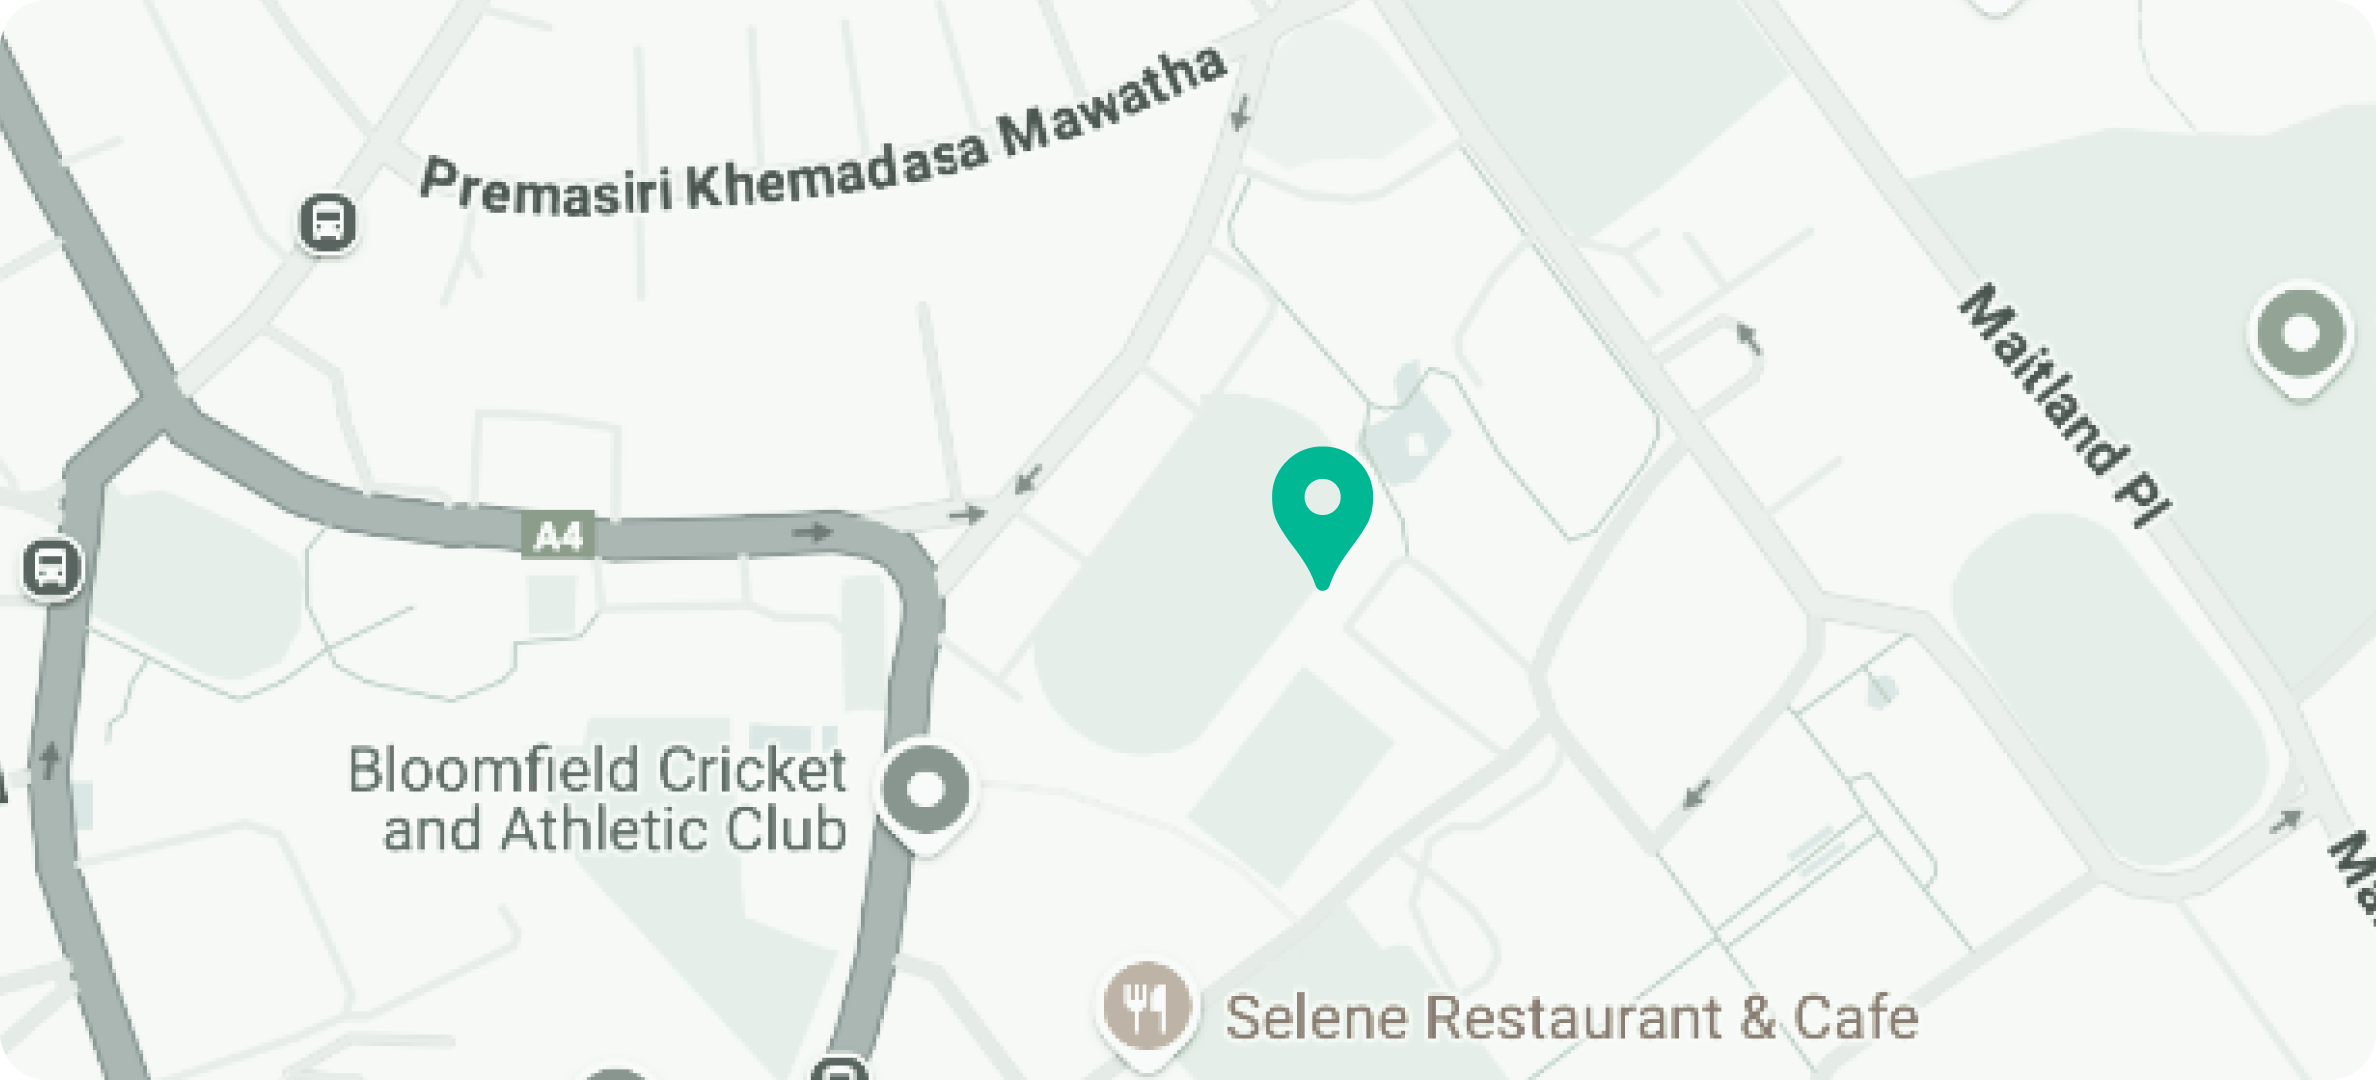 Premasiri Khemadasa Mawatha
Maitland Pl
A4
Bloomfield Cricket
and Athletic Club
Selene Restaurant & Cafe